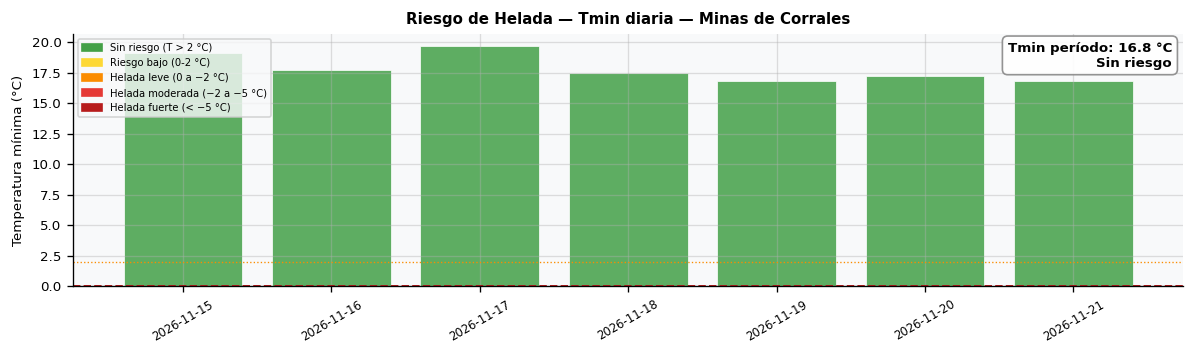 Riesgo de Helada — Tmin diaria — Minas de Corrales
Sin riesgo (T > 2 °C)
Riesgo bajo (0-2 °C)
Helada leve (0 a −2 °C)
Helada moderada (−2 a −5 °C)
Helada fuerte (< −5 °C)
Tmin período: 16.8 °C
Sin riesgo
Temperatura mínima (°C)
20.0
17.5
15.0
12.5
10.0
7.5
5.0
2.5
0.0
2026-11-15
2026-11-16
2026-11-17
2026-11-18
2026-11-19
2026-11-20
2026-11-21